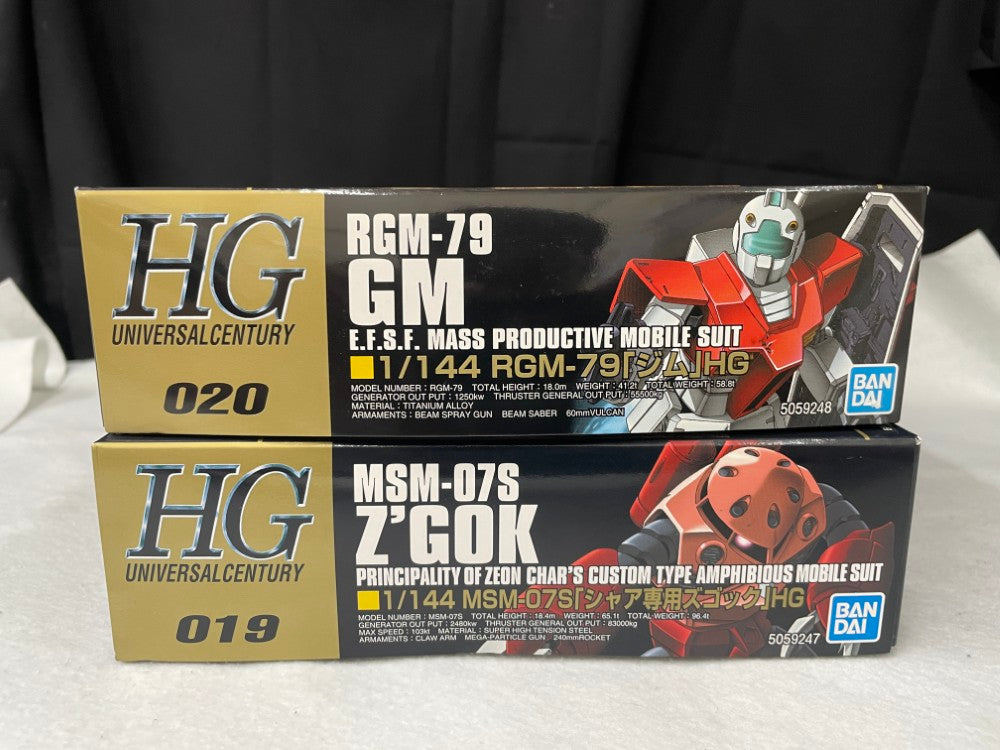 HG
UNIVERSALCENTURY
020
RGM-79
GM
E.F.S.F. MASS PRODUCTIVE MOBILE SUIT
1/144 RGM-79「ジム」HG
MODEL NUMBER : RGM-79 TOTAL HEIGHT : 18.0m WEIGHT : 41.2t TOTAL WEIGHT : 58.8t
GENERATOR OUT PUT : 1250kw THRUSTER GENERAL OUT PUT : 55500kg
MATERIAL : TITANIUM ALLOY
ARMAMENTS : BEAM SPRAY GUN BEAM SABER 60mmVULCAN
5059248
BAN
DAI
HG
UNIVERSALCENTURY
019
MSM-07S
Z'GOK
PRINCIPALITY OF ZEON CHAR'S CUSTOM TYPE AMPHIBIOUS MOBILE SUIT
1/144 MSM-07S「シャア専用ズゴック」HG
MODEL NUMBER : MSM-07S TOTAL HEIGHT : 18.4m WEIGHT : 65.1t TOTAL WEIGHT : 96.4t
GENERATOR OUT PUT : 2480kw THRUSTER GENERAL OUT PUT : 83000kg
MAX SPEED : 103kt MATERIAL : SUPER HIGH TENSION STEEL
ARMAMENTS : CLAW ARM MEGA-PARTICLE GUN 240mmROCKET
5059247
BAN
DAI